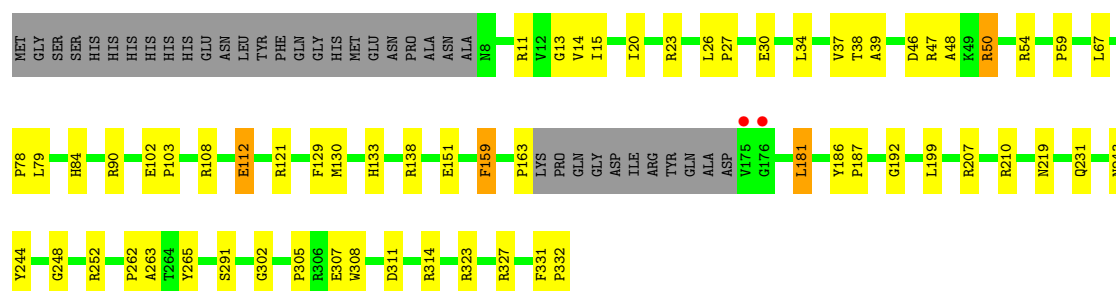 MET GLY SER SER HIS HIS HIS HIS HIS HIS GLU ASN LEU TYR PHE GLN GLY HIS MET GLU ASN PRO ALA ASN ALA N8 R11 V12 G13 V14 I15 I20 R23 L26 P27 E30 L34 V37 T38 A39 D46 R47 A48 K49 R50 R54 P59 L67
P78 L79 H84 R90 E102 P103 R108 E112 R121 F129 M130 H133 R138 E151 F159 P163 LYS PRO GLN GLY ASP ILE ARG TYR GLN ALA ASP V175 G176 L181 Y186 P187 G192 L199 R207 R210 N219 Q231
Y244 G248 R252 P262 A263 T264 Y265 S291 G302 P305 R306 E307 W308 D311 R314 R323 R327 F331 P332